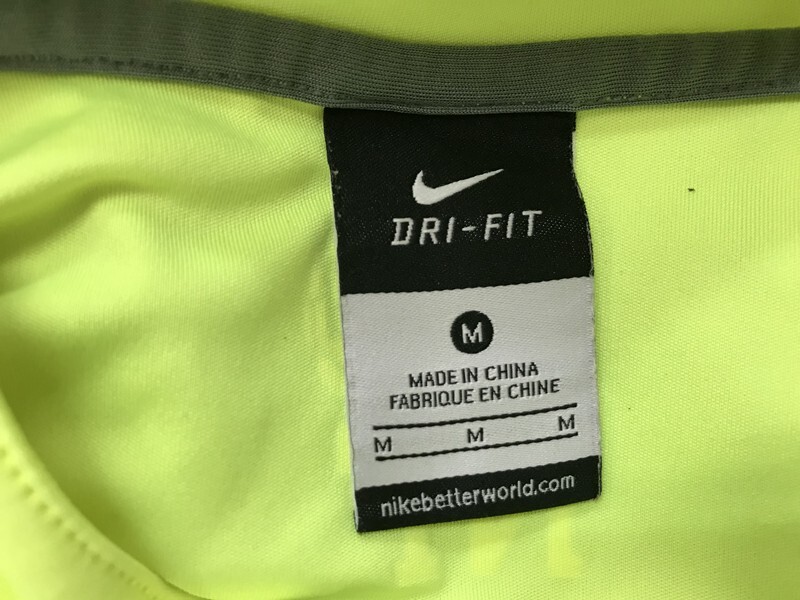 DRI-FIT
M
MADE IN CHINA
FABRIQUE EN CHINE
M M M
nikebetterworld.com